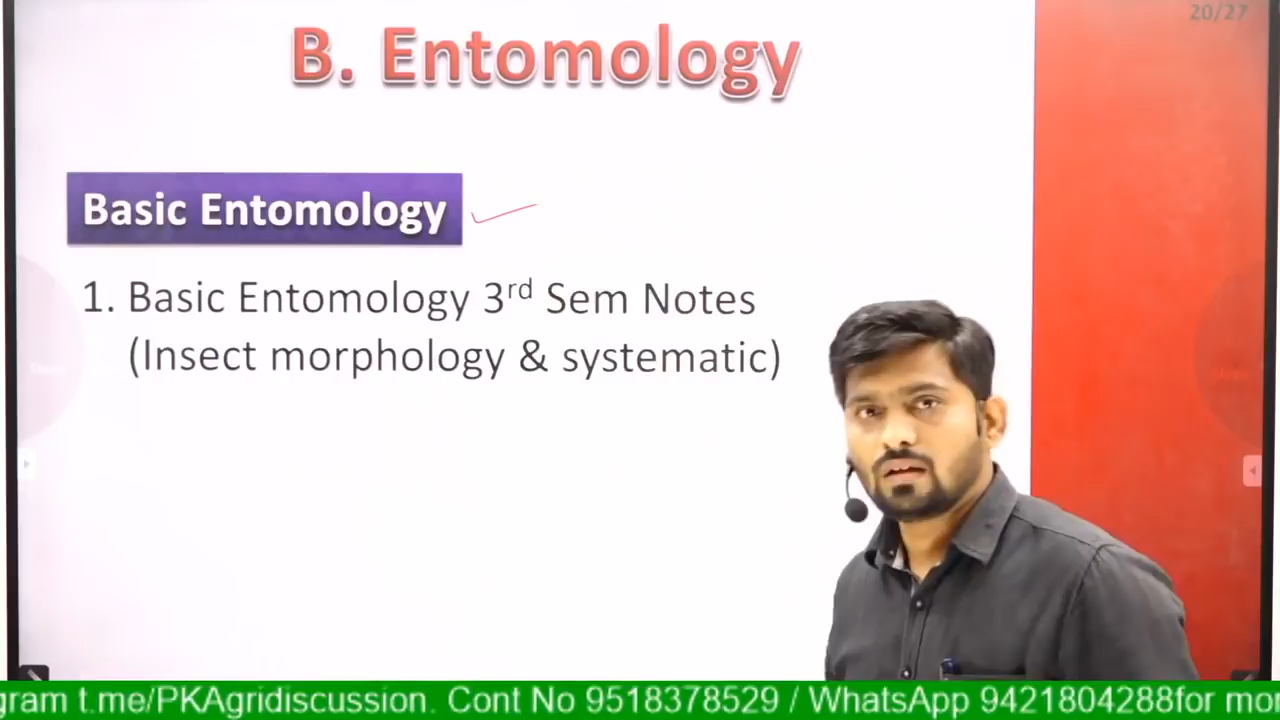 20/27
B. Entomology
Basic Entomology
1. Basic Entomology 3rd Sem Notes
(Insect morphology & systematic)
gram t.me/PKAgridiscussion. Cont No 9518378529 / WhatsApp 9421804288for mor